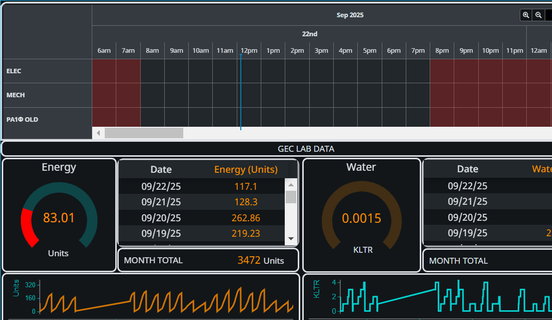 Sep 2025
22nd
6am 7am 8am 9am 10am 11am 12pm 1pm 2pm 3pm 4pm 5pm 6pm 7pm 8pm 9pm 10pm 11pm 12am
ELEC
MECH
PA1Φ OLD
GEC LAB DATA
Energy
83.01
Units
Date Energy (Units)
09/22/25 117.1
09/21/25 128.3
09/20/25 262.86
09/19/25 219.23
MONTH TOTAL 3472 Units
Water
0.0015
KLTR
Date
09/22/25
09/21/25
09/20/25
09/19/25
MONTH TOTAL
Units
320
160
0
KLTR
4
2
0